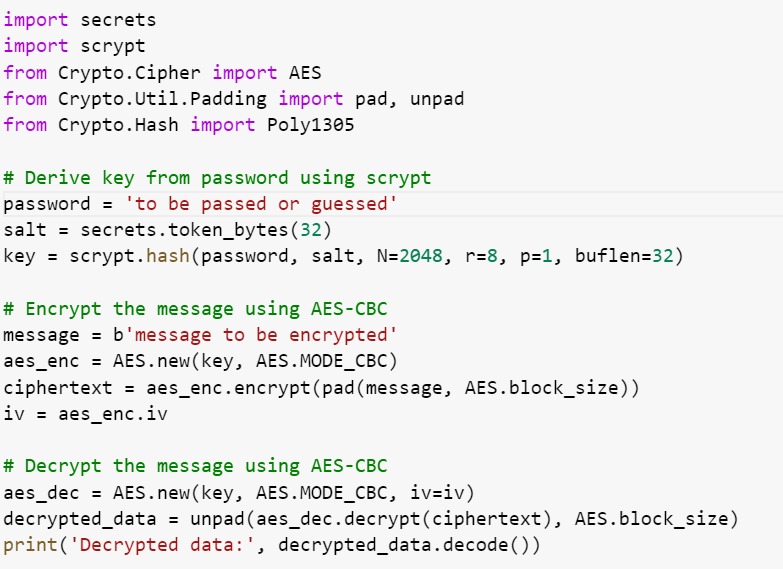 import secrets
import scrypt
from Crypto.Cipher import AES
from Crypto.Util.Padding import pad, unpad
from Crypto.Hash import Poly1305
# Derive key from password using scrypt
password = 'to be passed or guessed'
salt = secrets.token_bytes(32)
key = scrypt.hash(password, salt, N=2048, r=8, p=1, buflen=32)
# Encrypt the message using AES-CBC
message = b'message to be encrypted'
aes_enc = AES.new(key, AES.MODE_CBC)
ciphertext = aes_enc.encrypt(pad(message, AES.block_size))
iv = aes_enc.iv
# Decrypt the message using AES-CBC
aes_dec = AES.new(key, AES.MODE_CBC, iv=iv)
decrypted_data = unpad(aes_dec.decrypt(ciphertext), AES.block_size)
print('Decrypted data:', decrypted_data.decode())